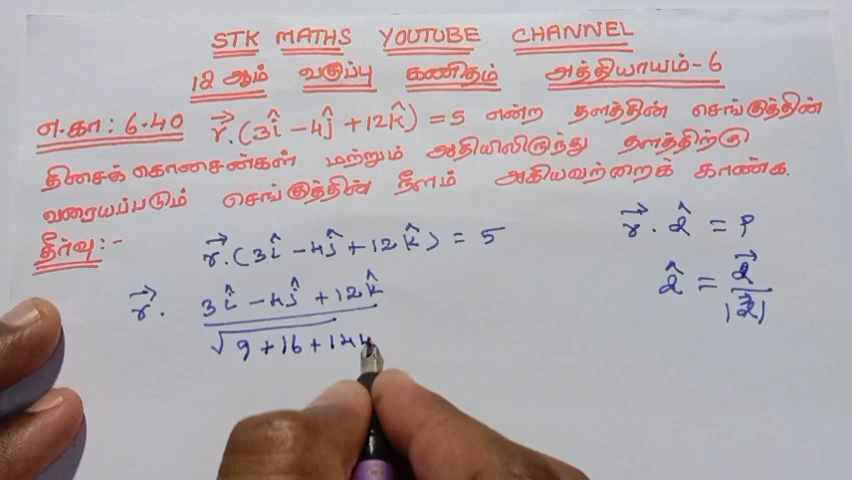 STK MATHS YOUTUBE CHANNEL
12 ஆம் வகுப்பு கணிதம் அத்தியாயம்-6
எ.கா: 6.40 r⃗.(3î - 4ĵ + 12k̂) = 5 என்ற தளத்தின் செங்குத்தின்
திசைக் கொசைன்கள் மற்றும் அதியிலிருந்து தளத்திற்கு
வரையப்படும் செங்குத்தின் நீளம் அகியவற்றைக் காண்க.
தீர்வு:-
r⃗.(3î - 4ĵ + 12k̂) = 5
r⃗. 3î - 4ĵ + 12k̂
√9 + 16 + 144
r⃗. d̂ = P
d̂ = d⃗
|d⃗|